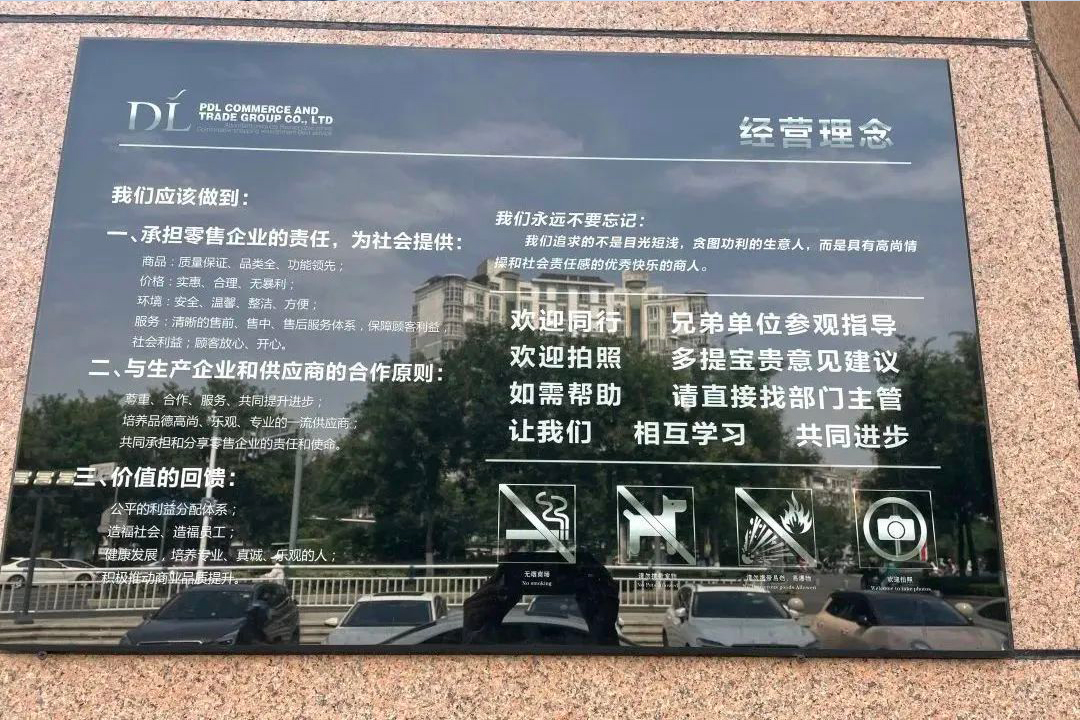 DL
PDL COMMERCE AND
TRADE GROUP CO., LTD
经营理念
我们应该做到：
一、承担零售企业的责任，为社会提供：
商品：质量保证、品类全、功能领先；
价格：实惠、合理、无暴利；
环境：安全、温馨、整洁、方便；
服务：清晰的售前、售中、售后服务体系，保障顾客利益，
社会利益；顾客放心、开心。
二、与生产企业和供应商的合作原则：
尊重、合作、服务、共同提升进步；
培养品德高尚、乐观、专业的一流供应商；
共同承担和分享零售企业的责任和使命。
三、价值的回馈：
公平的利益分配体系；
造福社会、造福员工；
健康发展，培养专业、真诚、乐观的人；
积极推动商业品质提升。
我们永远不要忘记：
我们追求的不是目光短浅，贪图功利的生意人，而是具有高尚情
操和社会责任感的优秀快乐的商人。
欢迎同行 兄弟单位参观指导
欢迎拍照 多提宝贵意见建议
如需帮助 请直接找部门主管
让我们 相互学习 共同进步
无烟商场
No smoking
请勿携带宠物
请勿携带易燃、易爆物
欢迎拍照
Welcome to take photos